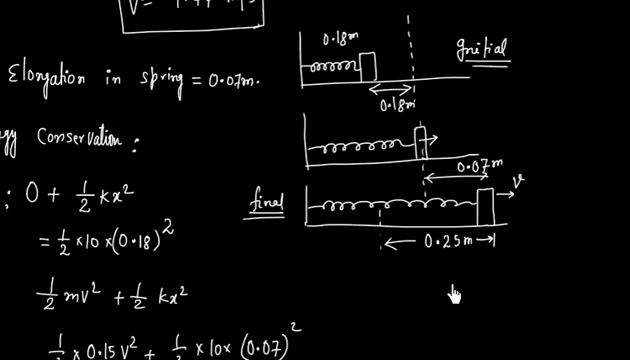 Elongation in spring = 0.07m.
gy Conservation :
; 0 + 1/2 kx²
= 1/2 × 10 × (0.18)²
1/2 mv² + 1/2 kx²
1/2 × 0.15 v² + 1/2 × 10 × (0.07)²
0.18m
Initial
0.18m
0.07m
final
v
0.25m